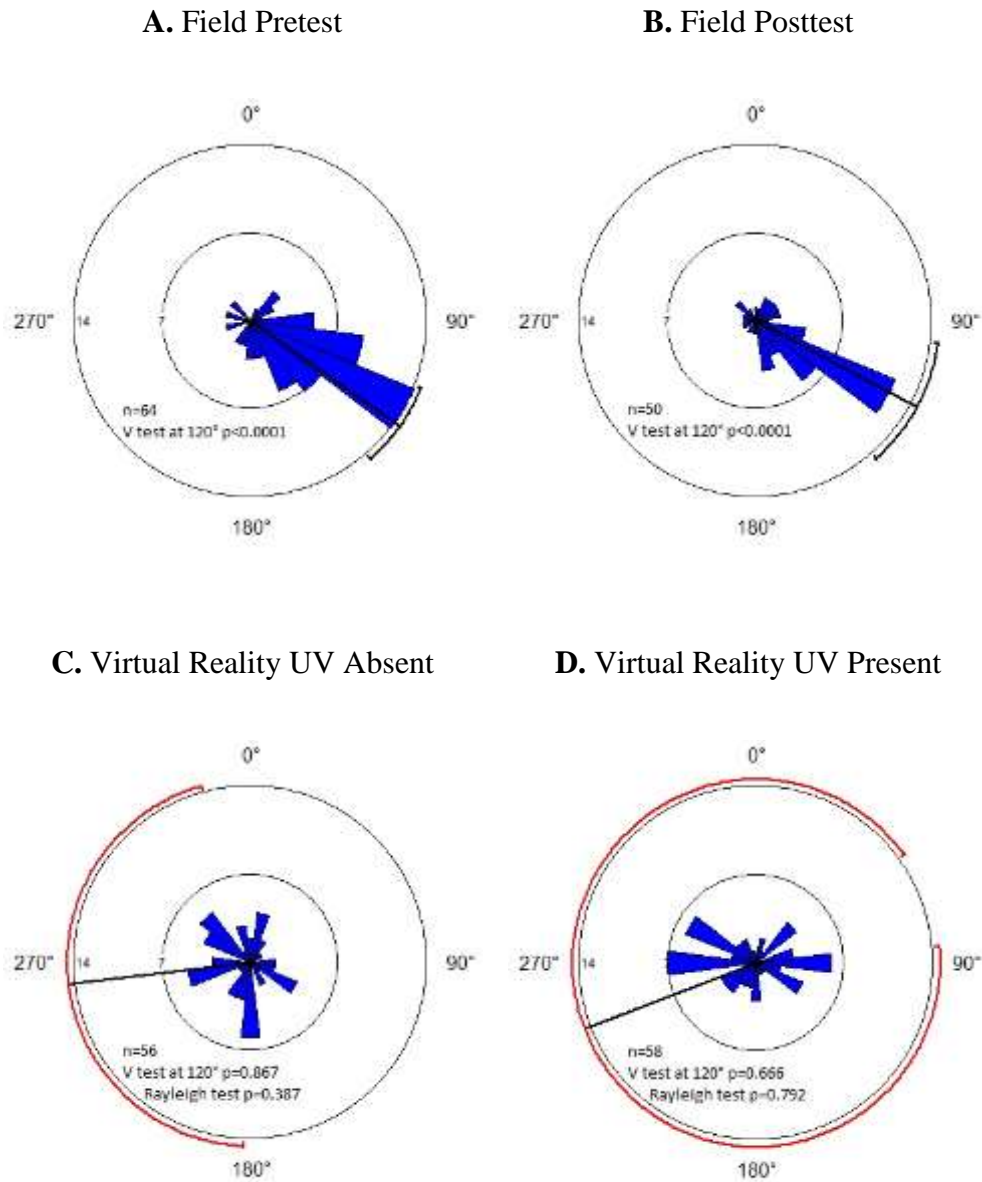 A. Field Pretest
B. Field Posttest
0°
0°
270° 14 7 90°
270° 14 7 90°
n=64
V test at 120° p<0.0001
n=50
V test at 120° p<0.0001
180°
180°
C. Virtual Reality UV Absent
D. Virtual Reality UV Present
0°
0°
270° 14 7 90°
270° 14 90°
n=56
V test at 120° p=0.867
Rayleigh test p=0.387
n=58
V test at 120° p=0.666
Rayleigh test p=0.792
180°
180°